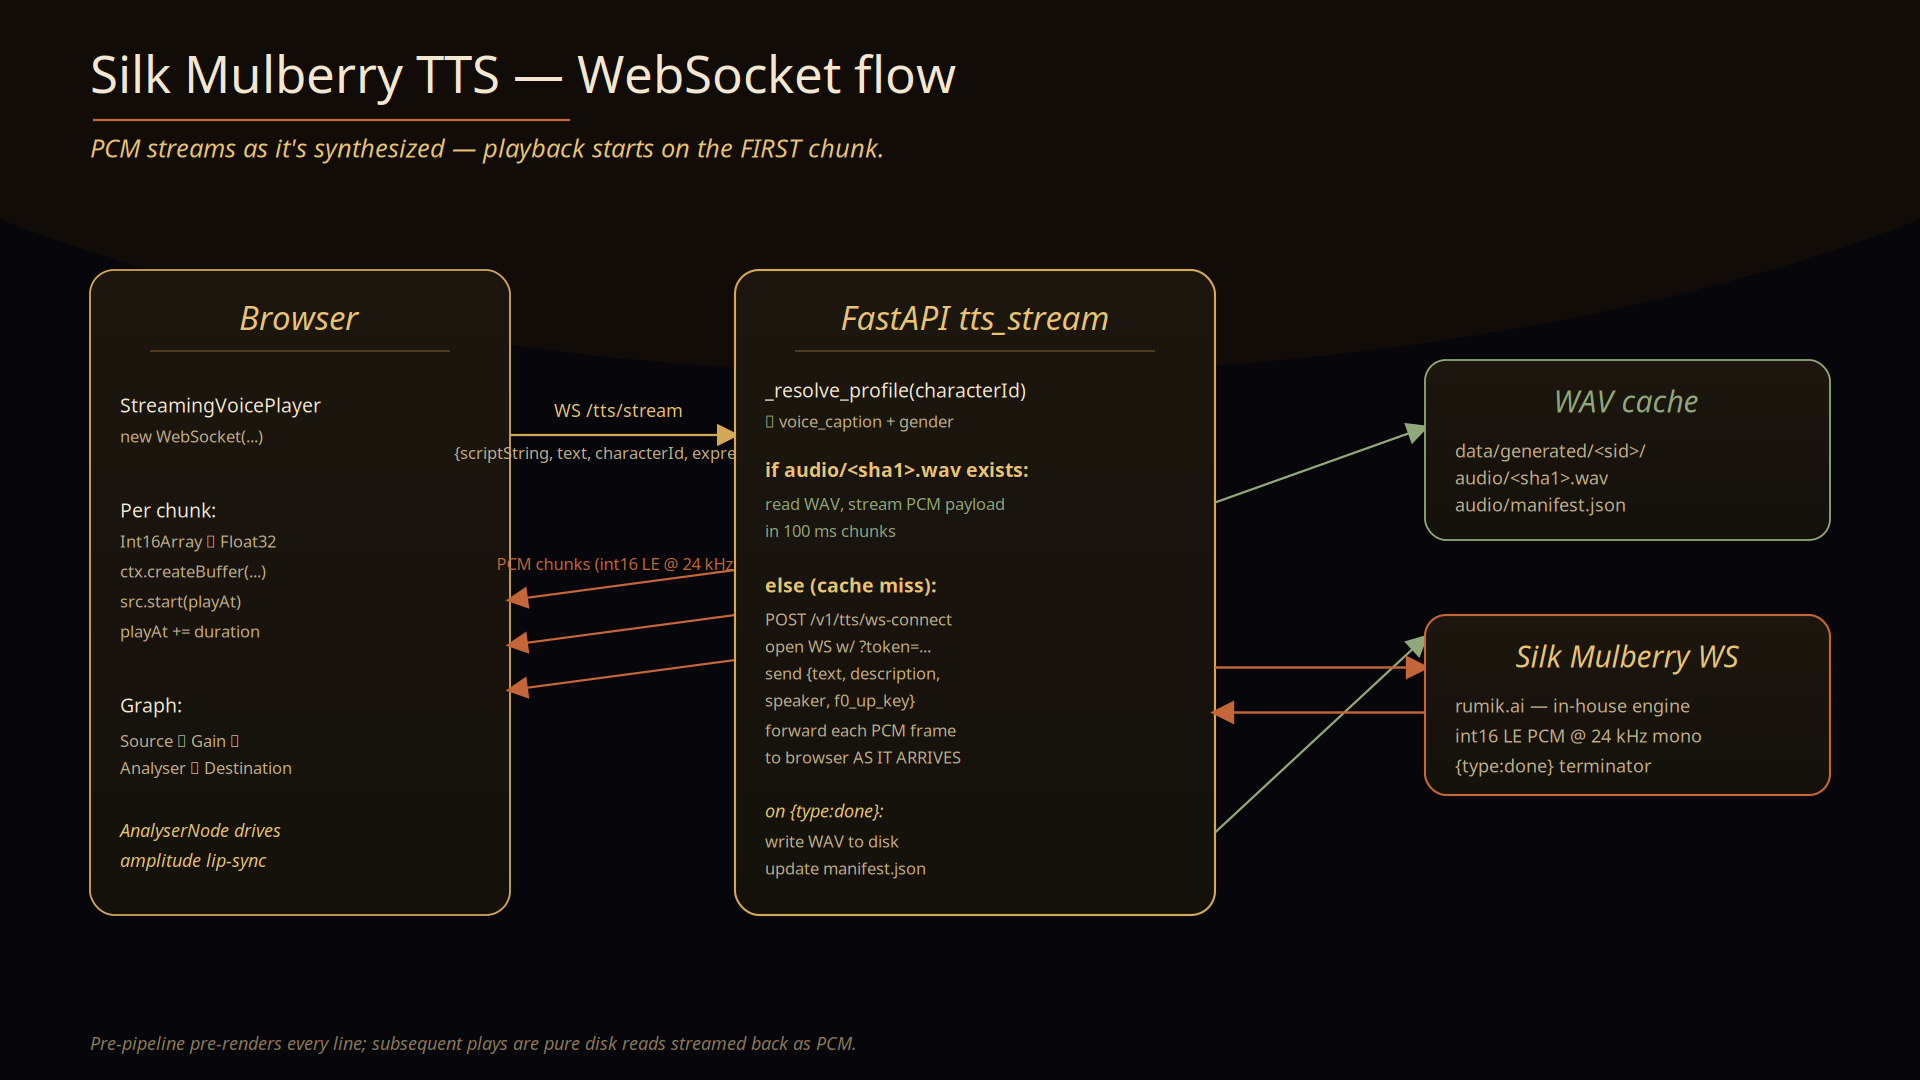 Silk Mulberry TTS — WebSocket flow
PCM streams as it's synthesized — playback starts on the FIRST chunk.
Browser
StreamingVoicePlayer
new WebSocket(...)
Per chunk:
Int16Array ▯ Float32
ctx.createBuffer(...)
src.start(playAt)
playAt += duration
Graph:
Source ▯ Gain ▯
Analyser ▯ Destination
AnalyserNode drives
amplitude lip-sync
WS /tts/stream
{scriptString, text, characterId, expre
PCM chunks (int16 LE @ 24 kHz
FastAPI tts_stream
_resolve_profile(characterId)
▯ voice_caption + gender
if audio/<sha1>.wav exists:
read WAV, stream PCM payload
in 100 ms chunks
else (cache miss):
POST /v1/tts/ws-connect
open WS w/ ?token=...
send {text, description,
speaker, f0_up_key}
forward each PCM frame
to browser AS IT ARRIVES
on {type:done}:
write WAV to disk
update manifest.json
WAV cache
data/generated/<sid>/
audio/<sha1>.wav
audio/manifest.json
Silk Mulberry WS
rumik.ai — in-house engine
int16 LE PCM @ 24 kHz mono
{type:done} terminator
Pre-pipeline pre-renders every line; subsequent plays are pure disk reads streamed back as PCM.